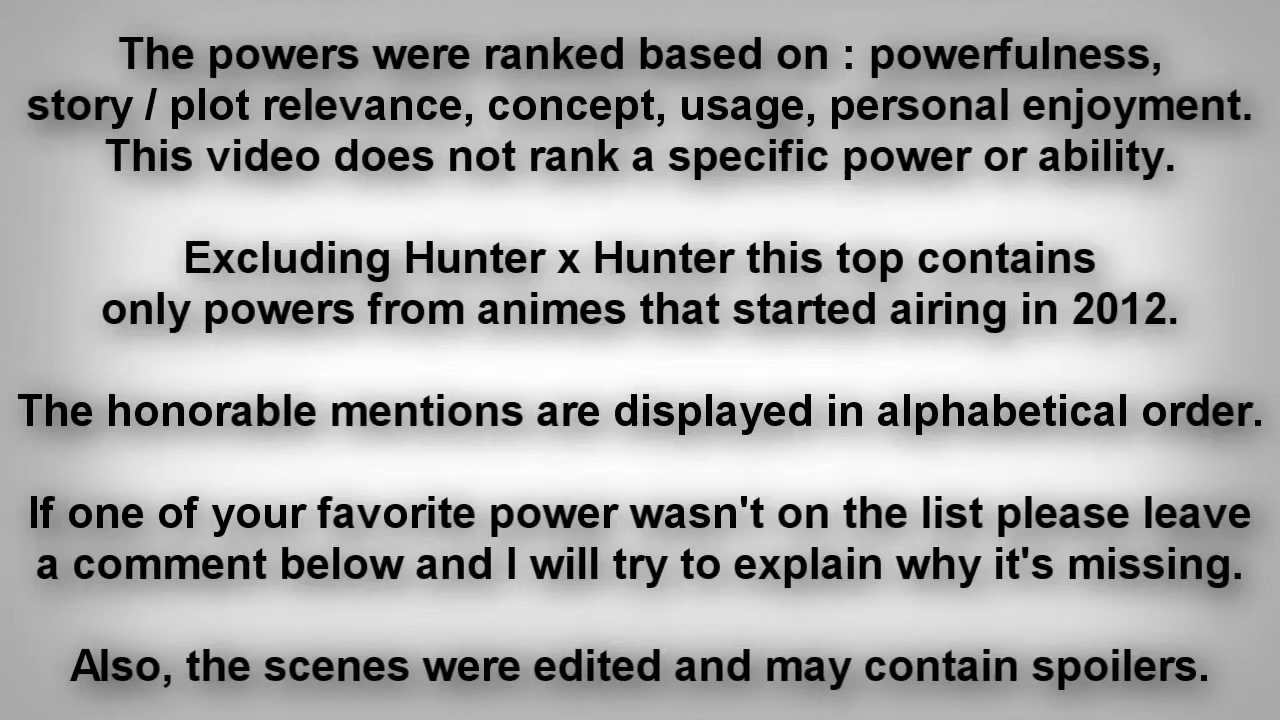 The powers were ranked based on : powerfulness,
story / plot relevance, concept, usage, personal enjoyment.
This video does not rank a specific power or ability.
Excluding Hunter x Hunter this top contains
only powers from animes that started airing in 2012.
The honorable mentions are displayed in alphabetical order.
If one of your favorite power wasn't on the list please leave
a comment below and I will try to explain why it's missing.
Also, the scenes were edited and may contain spoilers.